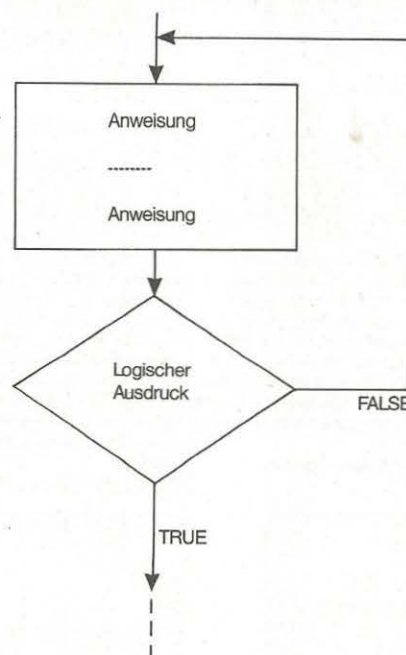 Anweisung
--------
Anweisung
Logischer
Ausdruck
FALSE
TRUE